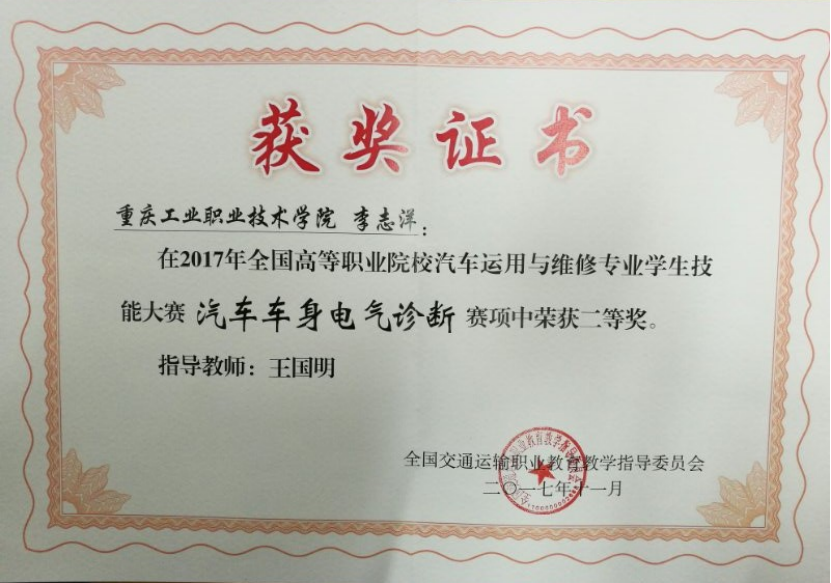 获奖证书
重庆工业职业技术学院 李志洋：
在2017年全国高等职业院校汽车运用与维修专业学生技
能大赛 汽车车身电气诊断 赛项中荣获二等奖。
指导教师：王国明
全国交通运输职业教育教学指导委员会
二〇一七年十一月